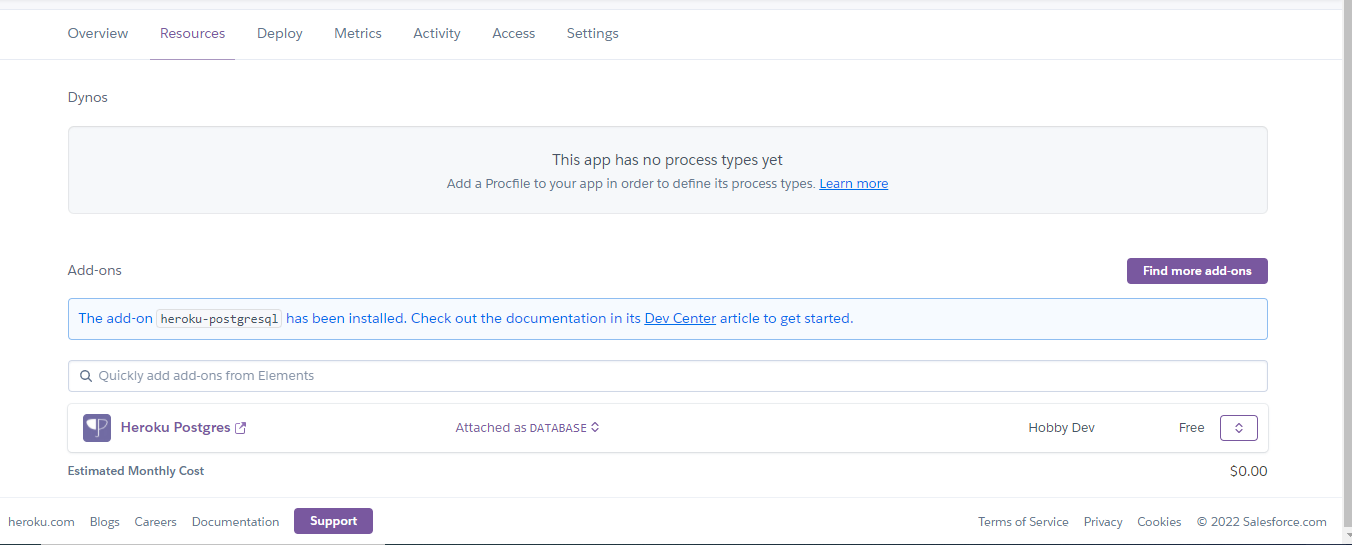 Overview Resources Deploy Metrics Activity Access Settings
Dynos
This app has no process types yet
Add a Procfile to your app in order to define its process types. Learn more
Add-ons Find more add-ons
The add-on heroku-postgresql has been installed. Check out the documentation in its Dev Center article to get started.
Quickly add add-ons from Elements
Heroku Postgres Attached as DATABASE Hobby Dev Free
Estimated Monthly Cost $0.00
heroku.com Blogs Careers Documentation Support Terms of Service Privacy Cookies © 2022 Salesforce.com